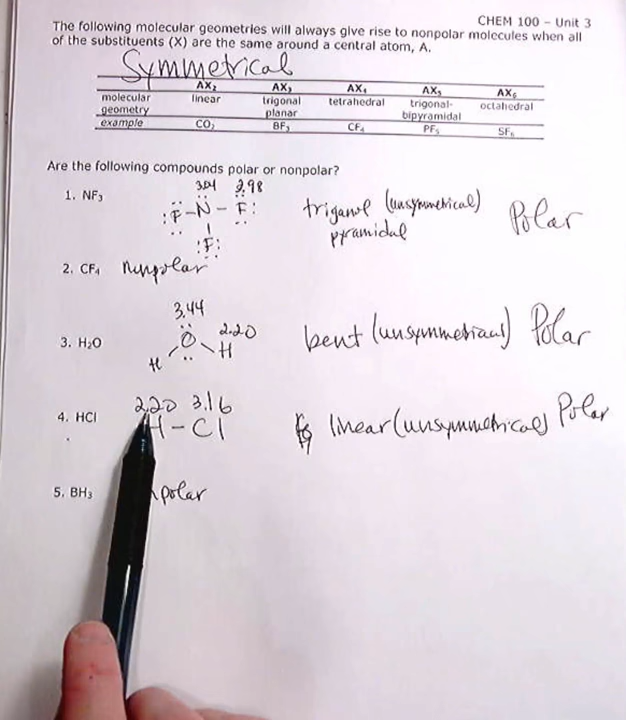 CHEM 100 - Unit 3
The following molecular geometries will always give rise to nonpolar molecules when all
of the substituents (X) are the same around a central atom, A.
Symmetrical
AX₂ AX₃ AX₄ AX₅ AX₆
molecular geometry linear trigonal planar tetrahedral trigonal-bipyramidal octahedral
example CO₂ BF₃ CF₄ PF₅ SF₆
Are the following compounds polar or nonpolar?
3.04 2.98
1. NF₃ :F-N-F: triganol (unsymmetrical) Polar
pyramidal
:F:
2. CF₄ nonpolar
3.44
2.20
3. H₂O O bent (unsymmetrical) Polar
H H
2.20 3.16
4. HCl H-Cl linear (unsymmetrical) Polar
5. BH₃ polar